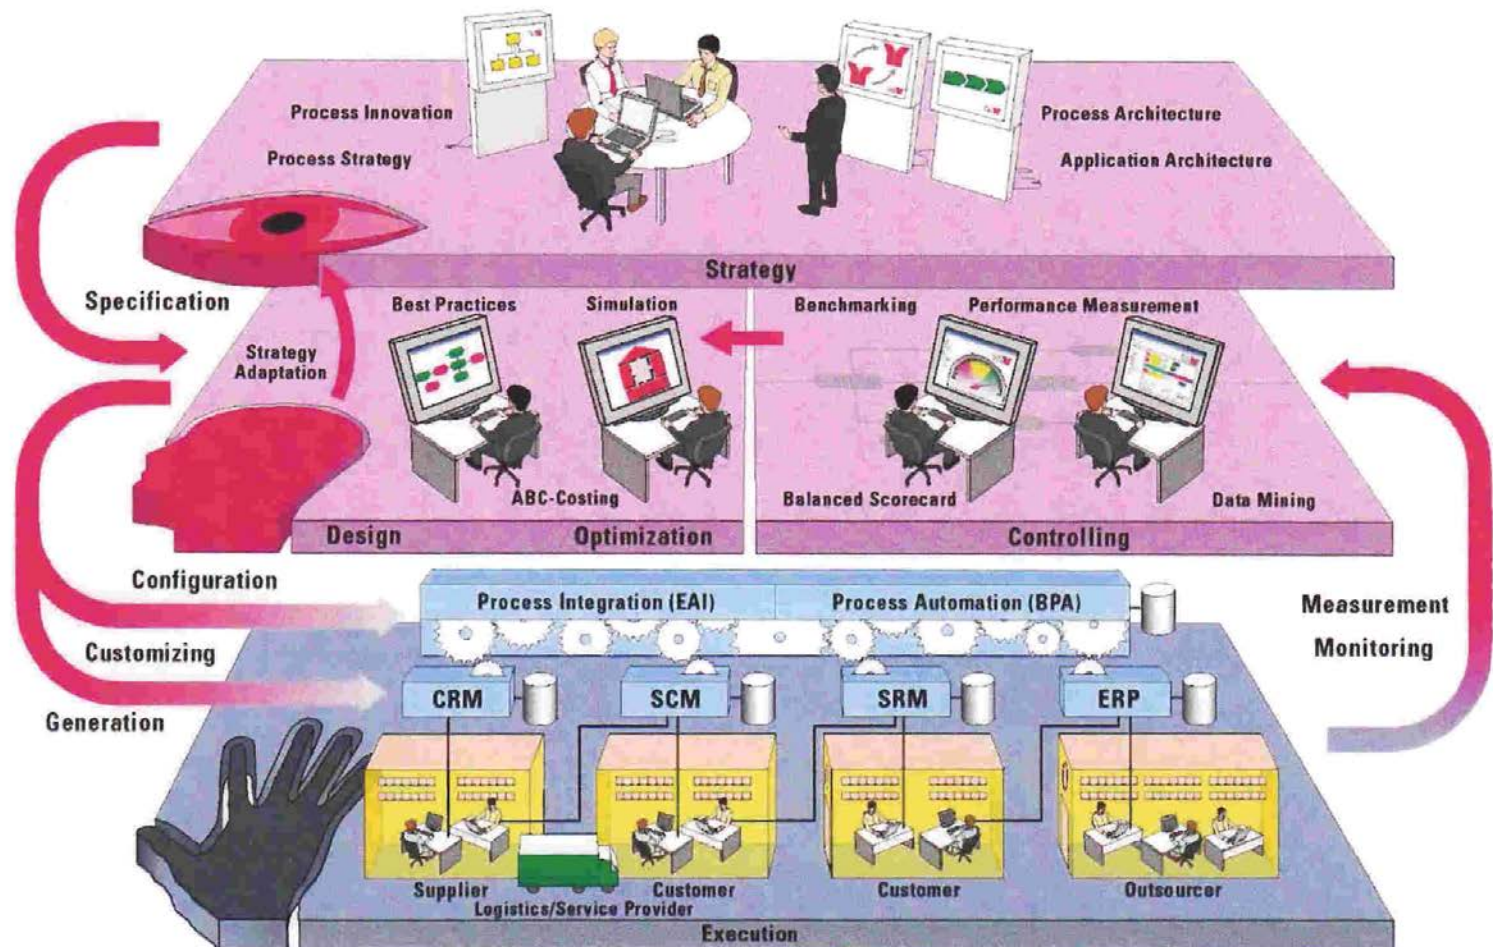 Process Innovation
Process Strategy
Process Architecture
Application Architecture
Strategy
Specification
Best Practices
Simulation
Benchmarking
Performance Measurement
Strategy
Adaptation
ABC-Costing
Balanced Scorecard
Data Mining
Design
Optimization
Controlling
Configuration
Process Integration (EAI)
Process Automation (BPA)
Measurement
Monitoring
Customizing
CRM
SCM
SRM
ERP
Generation
Supplier
Customer
Customer
Outsourcer
Logistics/Service Provider
Execution